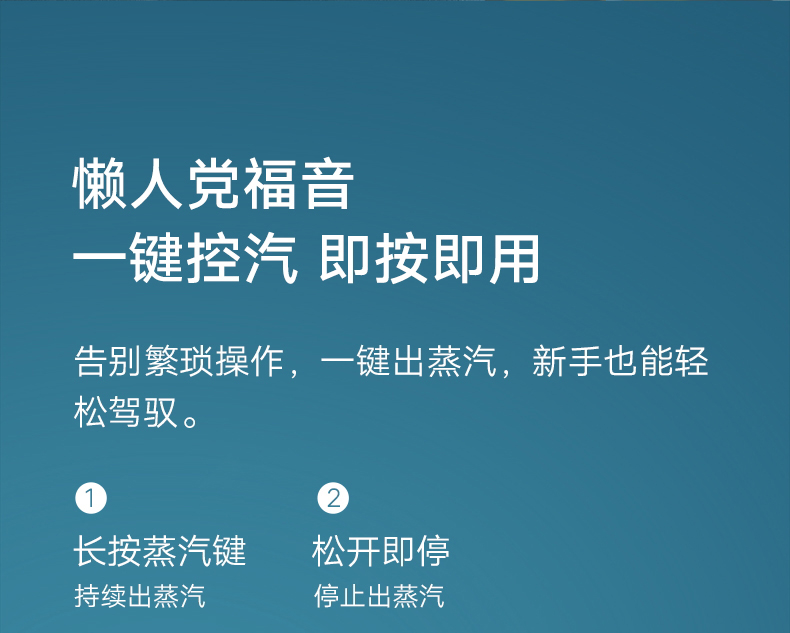 懒人党福音
一键控汽 即按即用
告别繁琐操作，一键出蒸汽，新手也能轻
松驾驭。
1 2
长按蒸汽键 松开即停
持续出蒸汽 停止出蒸汽